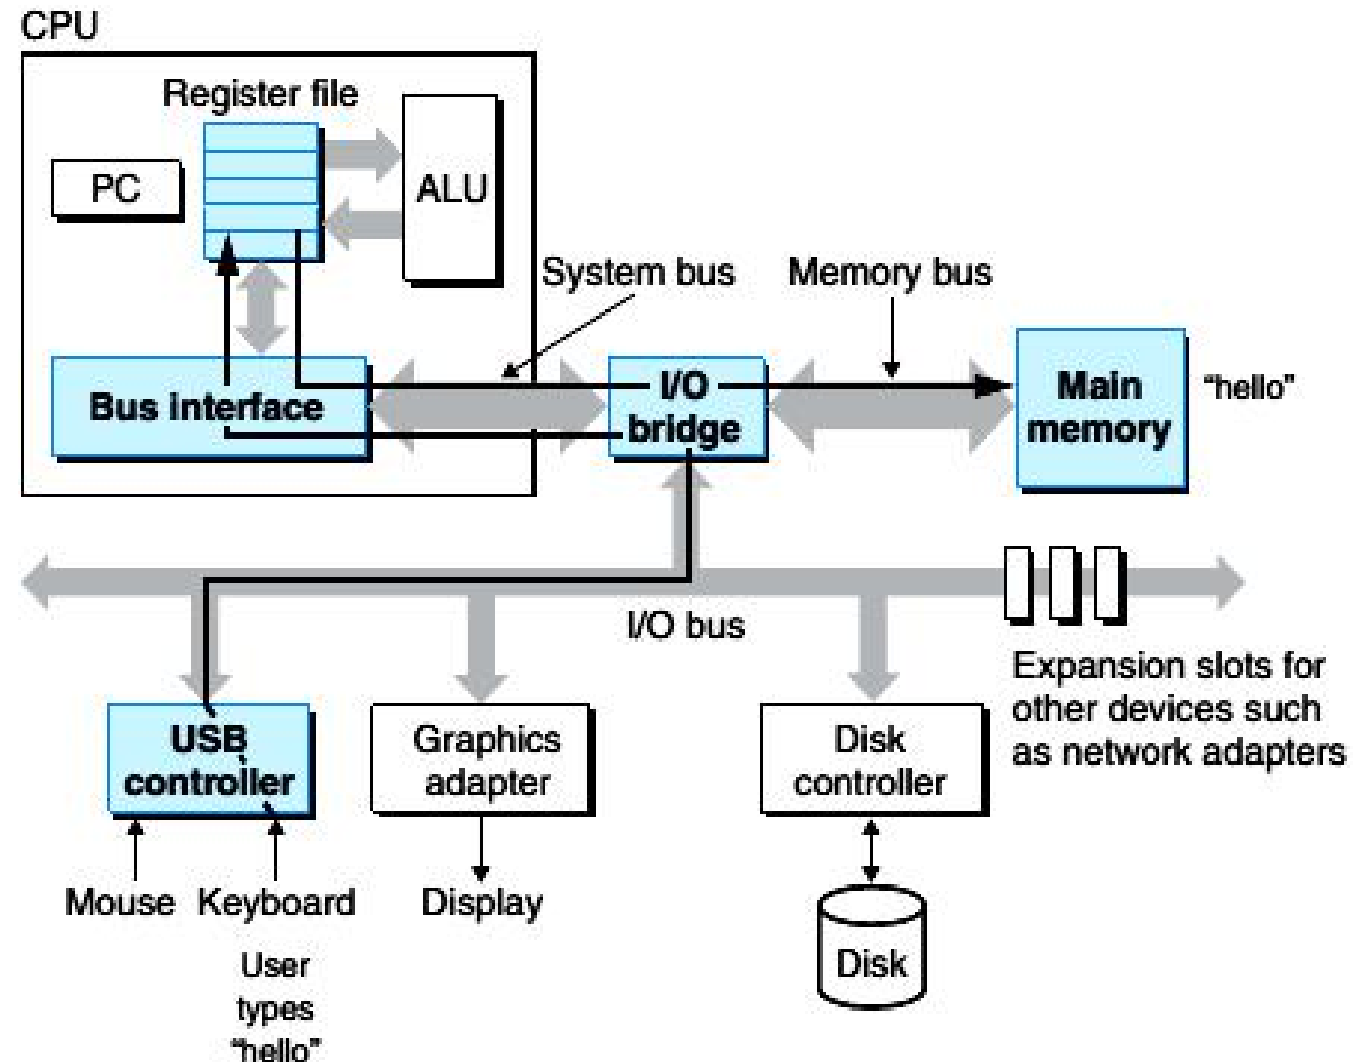 CPU
Register file
PC
ALU
System bus
Memory bus
Bus interface
I/O
bridge
Main
memory
“hello”
I/O bus
Expansion slots for
other devices such
as network adapters
USB
controller
Graphics
adapter
Disk
controller
Mouse
Keyboard
Display
Disk
User
types
“hello”